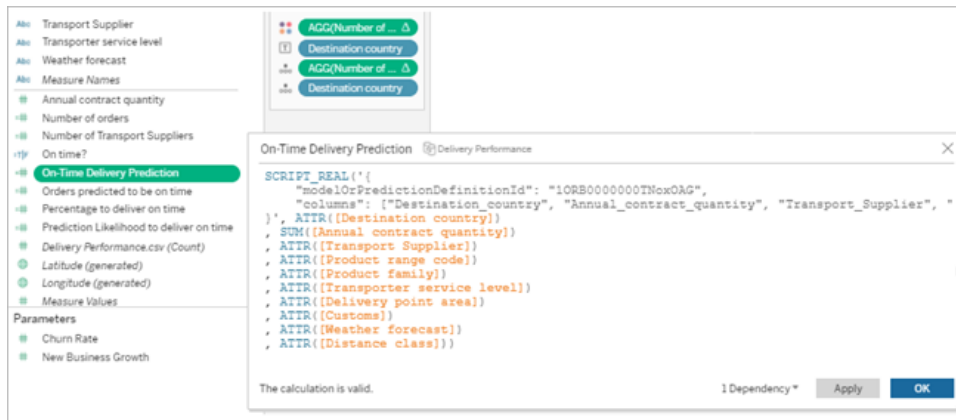 Abc Transport Supplier
Abc Transporter service level
Abc Weather forecast
Abc Measure Names
Annual contract quantity
Number of orders
Number of Transport Suppliers
On time?
On-Time Delivery Prediction
Orders predicted to be on time
Percentage to deliver on time
Prediction Likelihood to deliver on time
Delivery Performance.csv (Count)
Latitude (generated)
Longitude (generated)
Measure Values
Parameters
Churn Rate
New Business Growth
AGG(Number of ... Δ
T Destination country
AGG(Number of ... Δ
Destination country
On-Time Delivery Prediction Delivery Performance
SCRIPT_REAL('{
"modelOrPredictionDefinitionId": "1ORB0000000TNoxOAG",
"columns": ["Destination_country", "Annual_contract_quantity", "Transport_Supplier", "
}', ATTR([Destination country])
, SUM([Annual contract quantity])
, ATTR([Transport Supplier])
, ATTR([Product range code])
, ATTR([Product family])
, ATTR([Transporter service level])
, ATTR([Delivery point area])
, ATTR([Customs])
, ATTR([Weather forecast])
, ATTR([Distance class]))
The calculation is valid.
1 Dependency
Apply
OK